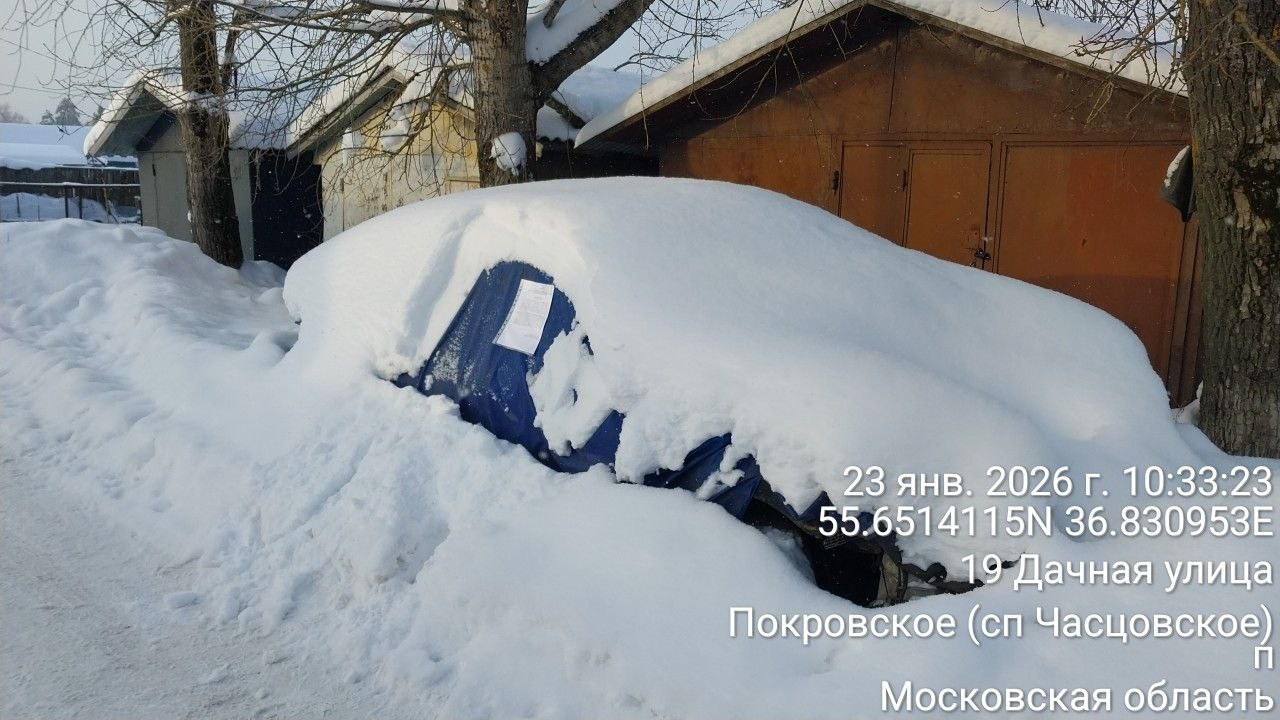 23 янв. 2026 г. 10:33:23
55.6514115N 36.830953E
19 Дачная улица
Покровское (сп Часцовское)
п
Московская область